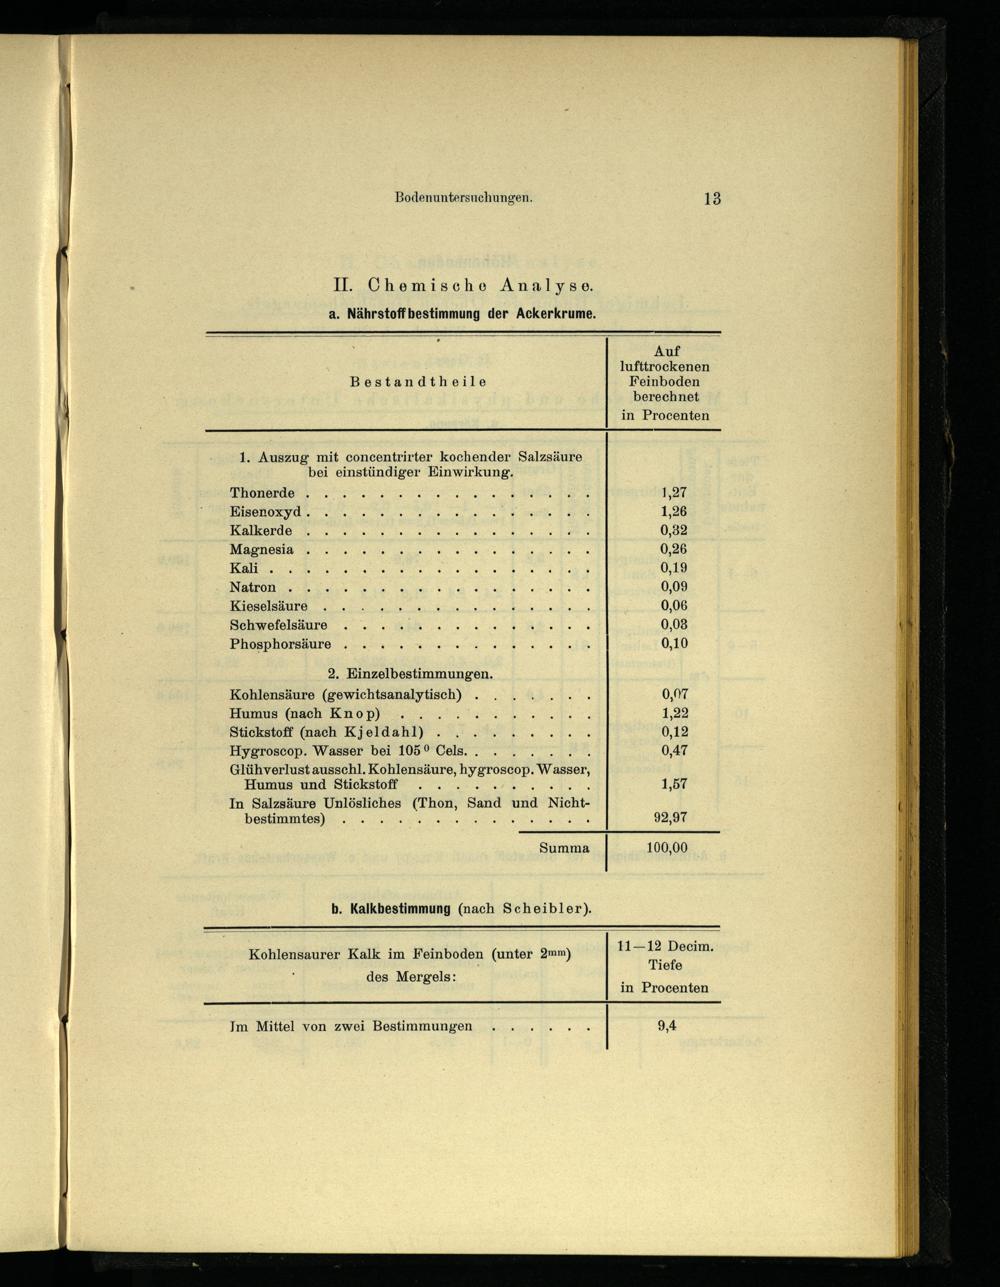 Bodenuntersuchungen. 13
II. Chemische Analyse.
a. Nährstoffbestimmung der Ackerkrume.
Bestandtheile
Auf
lufttrockenen
Feinboden
berechnet
in Procenten
1. Auszug mit concentrirter kochender Salzsäure
bei einstündiger Einwirkung.
Thonerde . . . . . . . . . . . . . . . . 1,27
Eisenoxyd . . . . . . . . . . . . . . . . 1,26
Kalkerde . . . . . . . . . . . . . . . . 0,32
Magnesia . . . . . . . . . . . . . . . . 0,26
Kali . . . . . . . . . . . . . . . . . . 0,19
Natron . . . . . . . . . . . . . . . . . 0,09
Kieselsäure . . . . . . . . . . . . . . . 0,06
Schwefelsäure . . . . . . . . . . . . . . 0,03
Phosphorsäure . . . . . . . . . . . . . . 0,10
2. Einzelbestimmungen.
Kohlensäure (gewichtsanalytisch) . . . . . . . 0,07
Humus (nach Knop) . . . . . . . . . . . 1,22
Stickstoff (nach Kjeldahl) . . . . . . . . . 0,12
Hygroscop. Wasser bei 105⁰ Cels. . . . . . . . 0,47
Glühverlust ausschl. Kohlensäure, hygroscop. Wasser,
Humus und Stickstoff . . . . . . . . . . 1,57
In Salzsäure Unlösliches (Thon, Sand und Nicht-
bestimmtes) . . . . . . . . . . . . . . 92,97
Summa 100,00
b. Kalkbestimmung (nach Scheibler).
Kohlensaurer Kalk im Feinboden (unter 2mm)
des Mergels:
11—12 Decim.
Tiefe
in Procenten
Im Mittel von zwei Bestimmungen . . . . . . 9,4